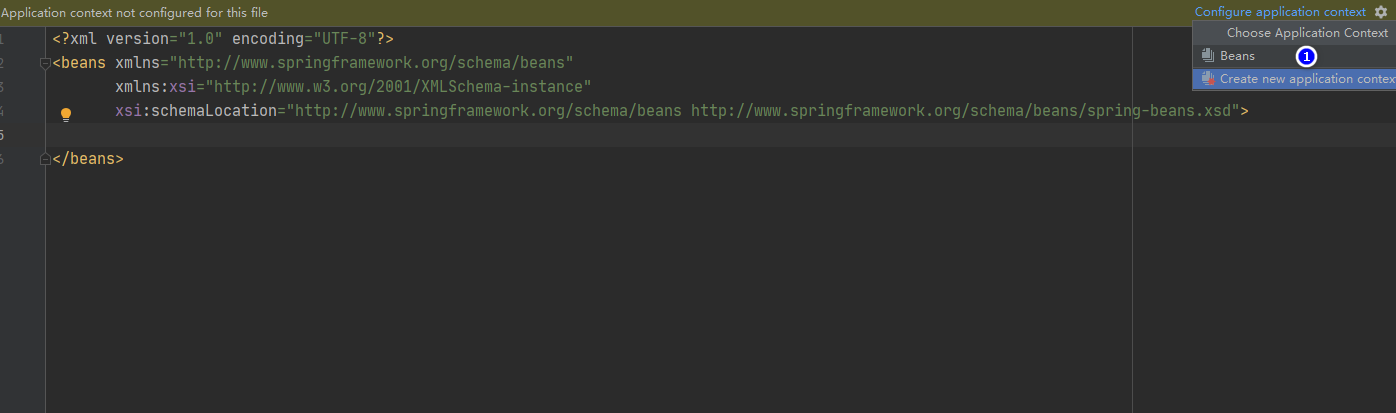 Application context not configured for this file
Configure application context
Choose Application Context
Beans 1
Create new application contex
1 <?xml version="1.0" encoding="UTF-8"?>
2 <beans xmlns="http://www.springframework.org/schema/beans"
3 xmlns:xsi="http://www.w3.org/2001/XMLSchema-instance"
4 xsi:schemaLocation="http://www.springframework.org/schema/beans http://www.springframework.org/schema/beans/spring-beans.xsd">
5
6 </beans>